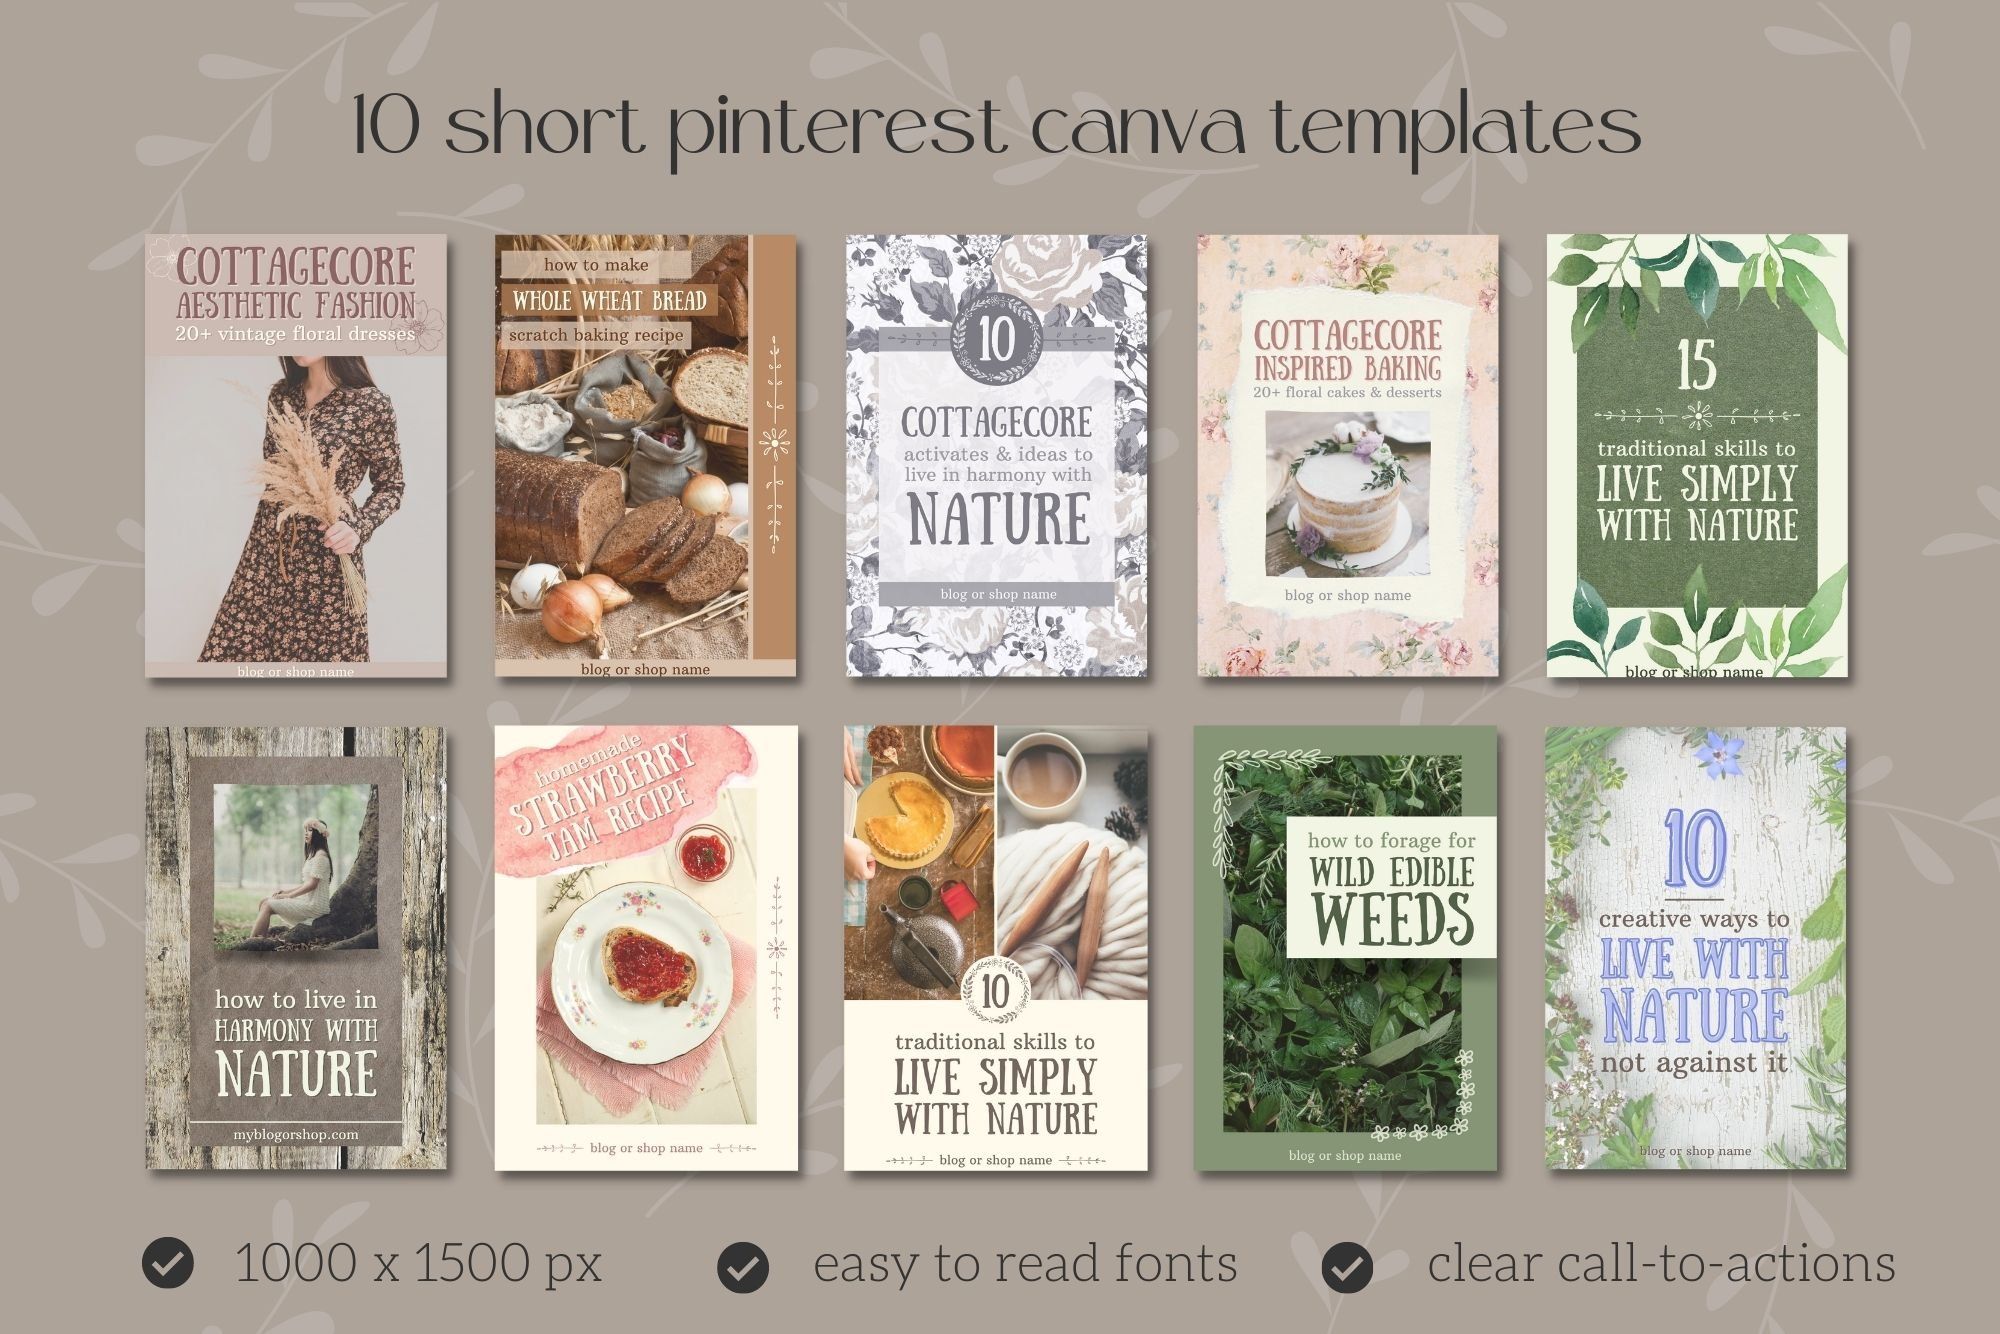 10 short pinterest canva templates
COTTAGECORE
AESTHETIC FASHION
20+ vintage floral dresses
blog or shop name
how to make
WHOLE WHEAT BREAD
scratch baking recipe
blog or shop name
10
COTTAGECORE
activates & ideas to
live in harmony with
NATURE
blog or shop name
COTTAGECORE
INSPIRED BAKING
20+ floral cakes & desserts
blog or shop name
15
traditional skills to
LIVE SIMPLY
WITH NATURE
blog or shop name
how to live in
HARMONY WITH
NATURE
myblogorshop.com
homemade
STRAWBERRY
JAM RECIPE
blog or shop name
10
traditional skills to
LIVE SIMPLY
WITH NATURE
blog or shop name
how to forage for
WILD EDIBLE
WEEDS
blog or shop name
10
creative ways to
LIVE WITH
NATURE
not against it
blog or shop name
1000 x 1500 px
easy to read fonts
clear call-to-actions